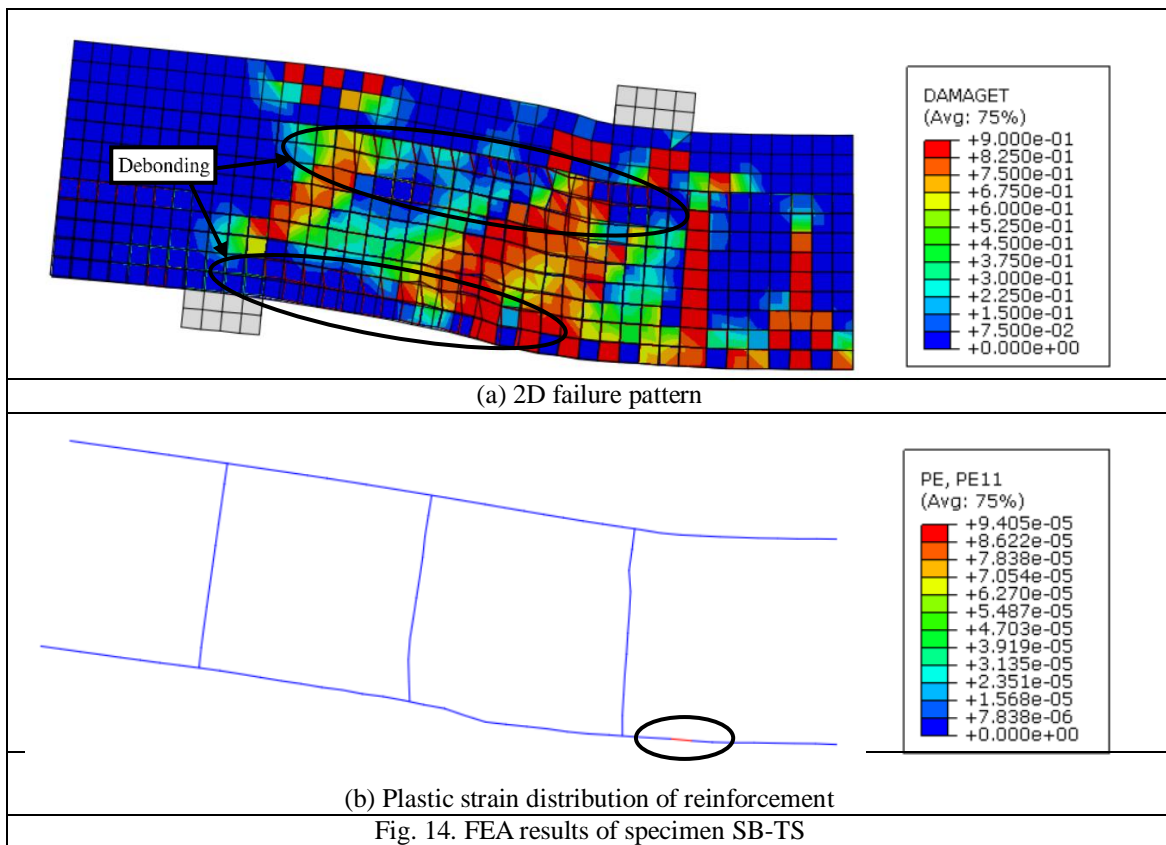 Debonding
DAMAGET
(Avg: 75%)
+9.000e-01
+8.250e-01
+7.500e-01
+6.750e-01
+6.000e-01
+5.250e-01
+4.500e-01
+3.750e-01
+3.000e-01
+2.250e-01
+1.500e-01
+7.500e-02
+0.000e+00
(a) 2D failure pattern
PE, PE11
(Avg: 75%)
+9.405e-05
+8.622e-05
+7.838e-05
+7.054e-05
+6.270e-05
+5.487e-05
+4.703e-05
+3.919e-05
+3.135e-05
+2.351e-05
+1.568e-05
+7.838e-06
+0.000e+00
(b) Plastic strain distribution of reinforcement
Fig. 14. FEA results of specimen SB-TS